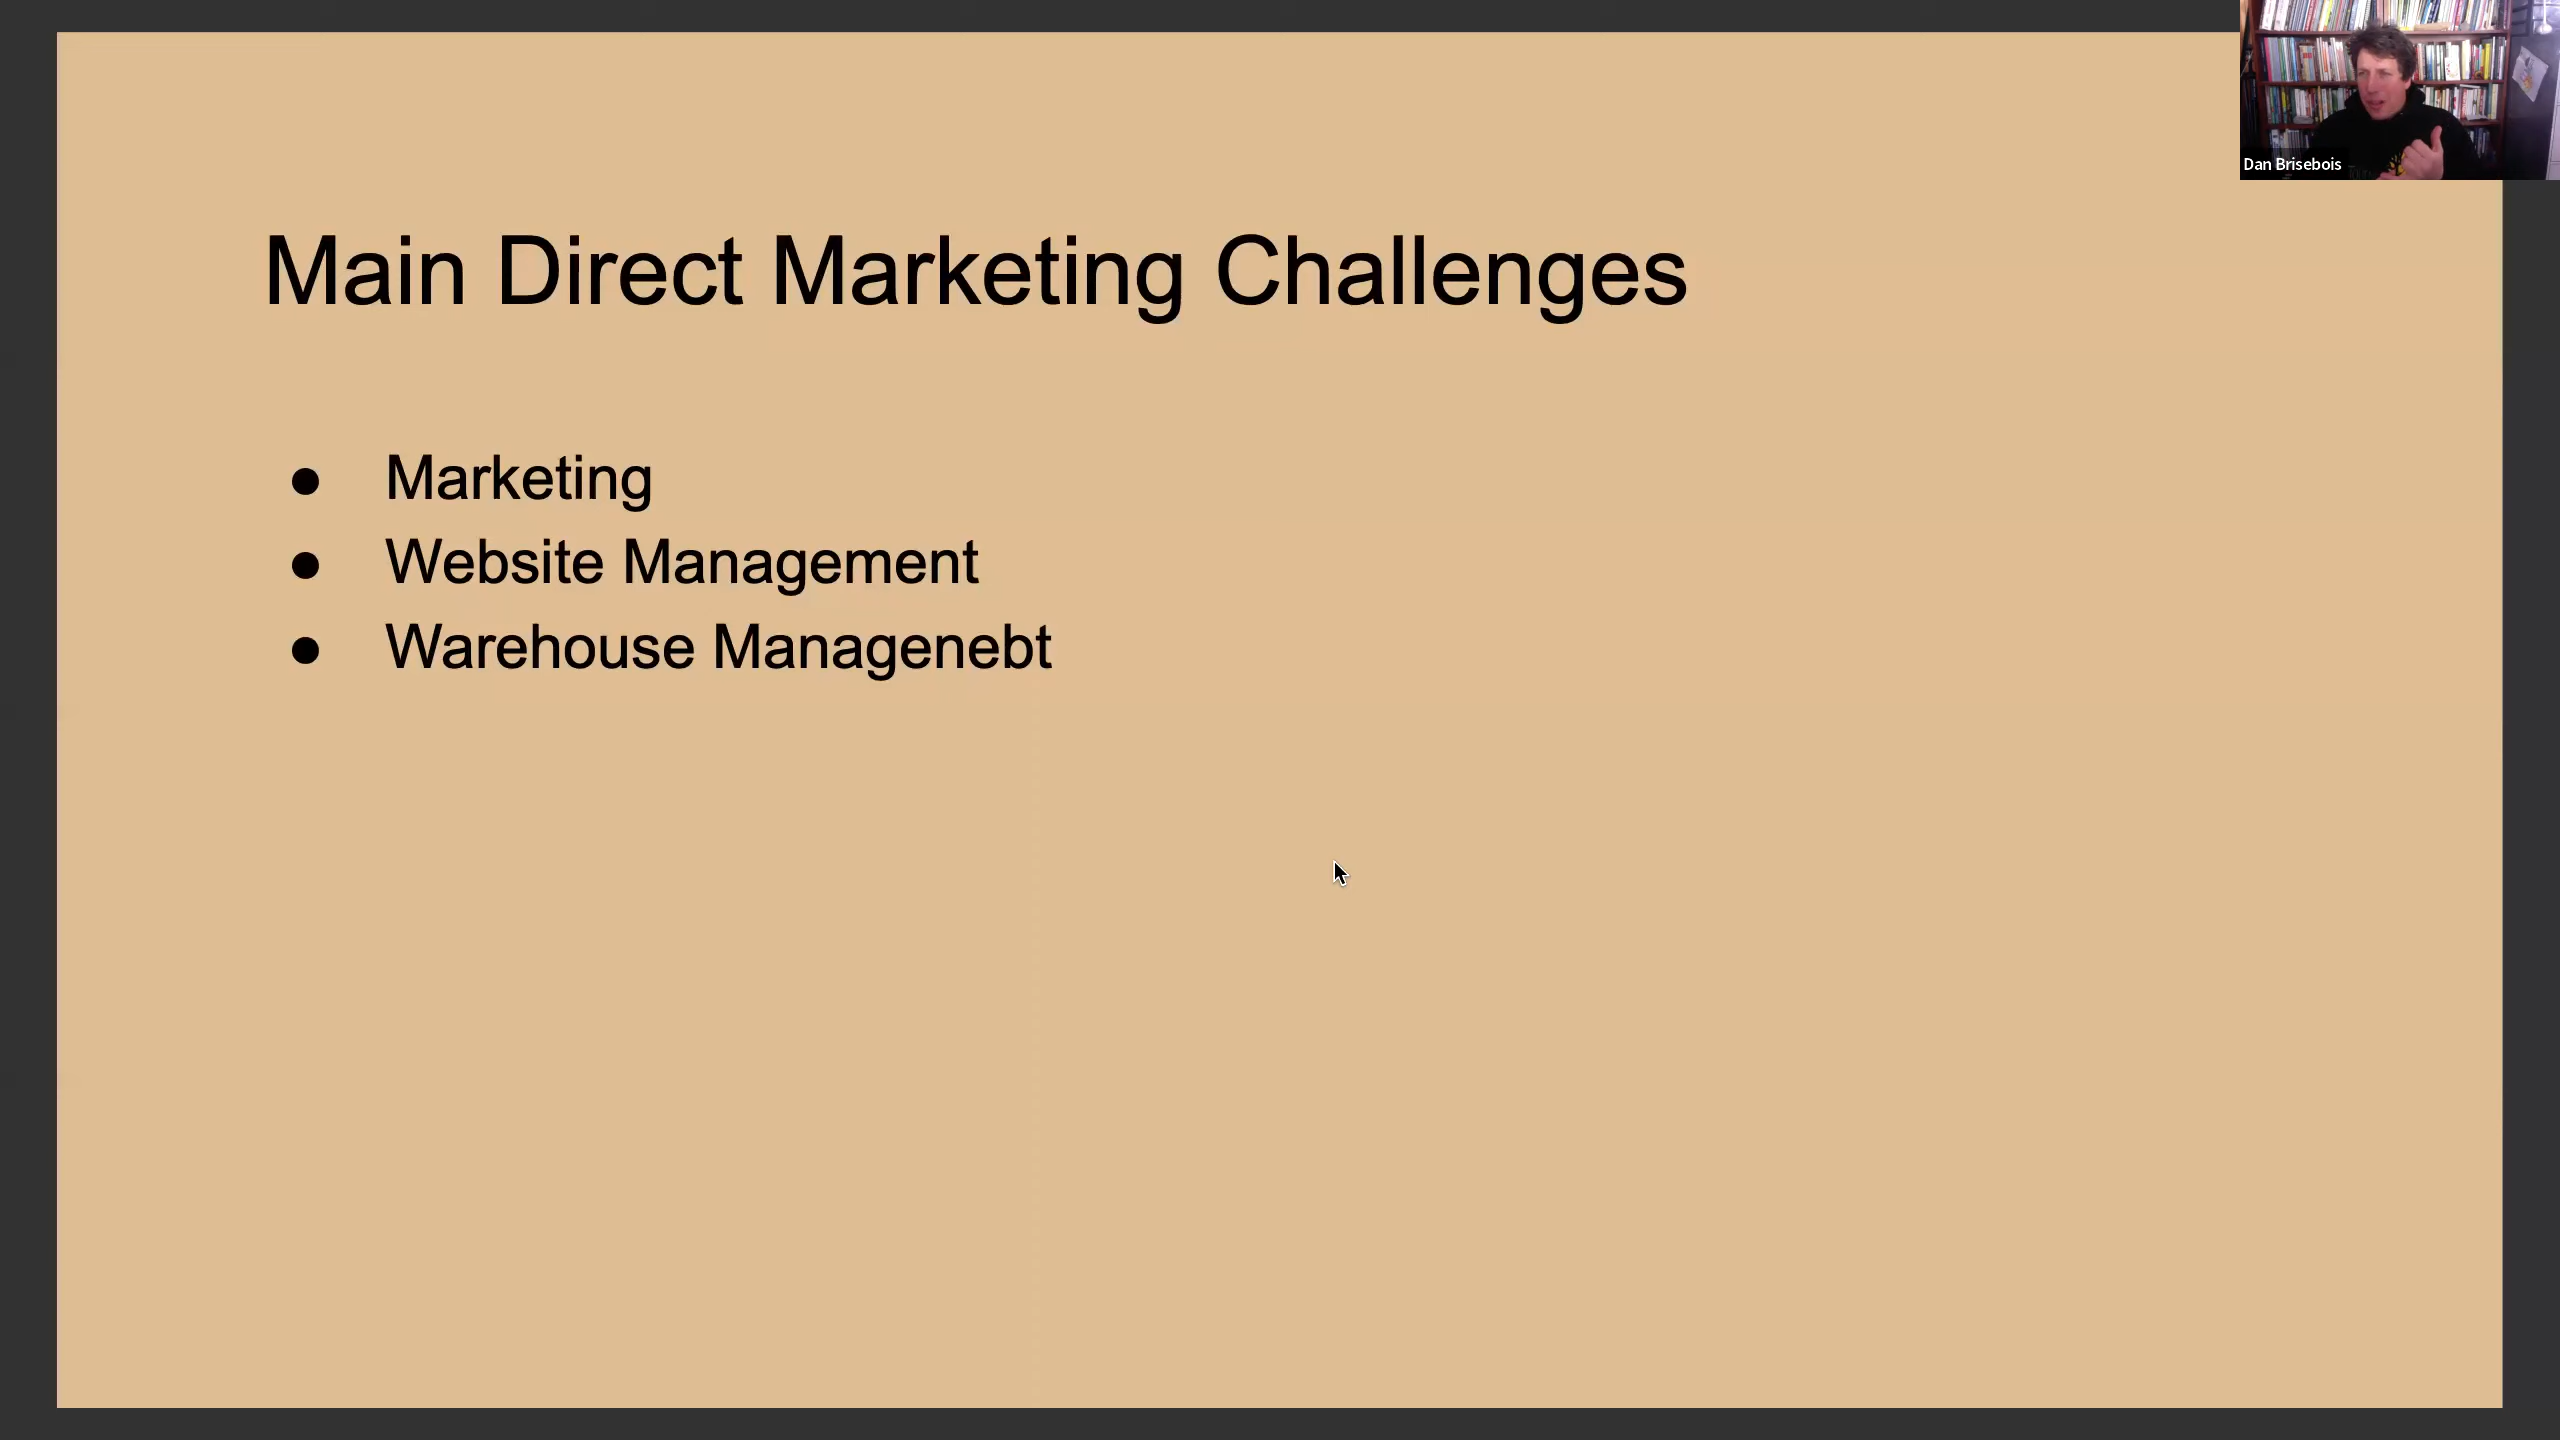 Main Direct Marketing Challenges
● Marketing
● Website Management
● Warehouse Managenebt
Dan Brisebois